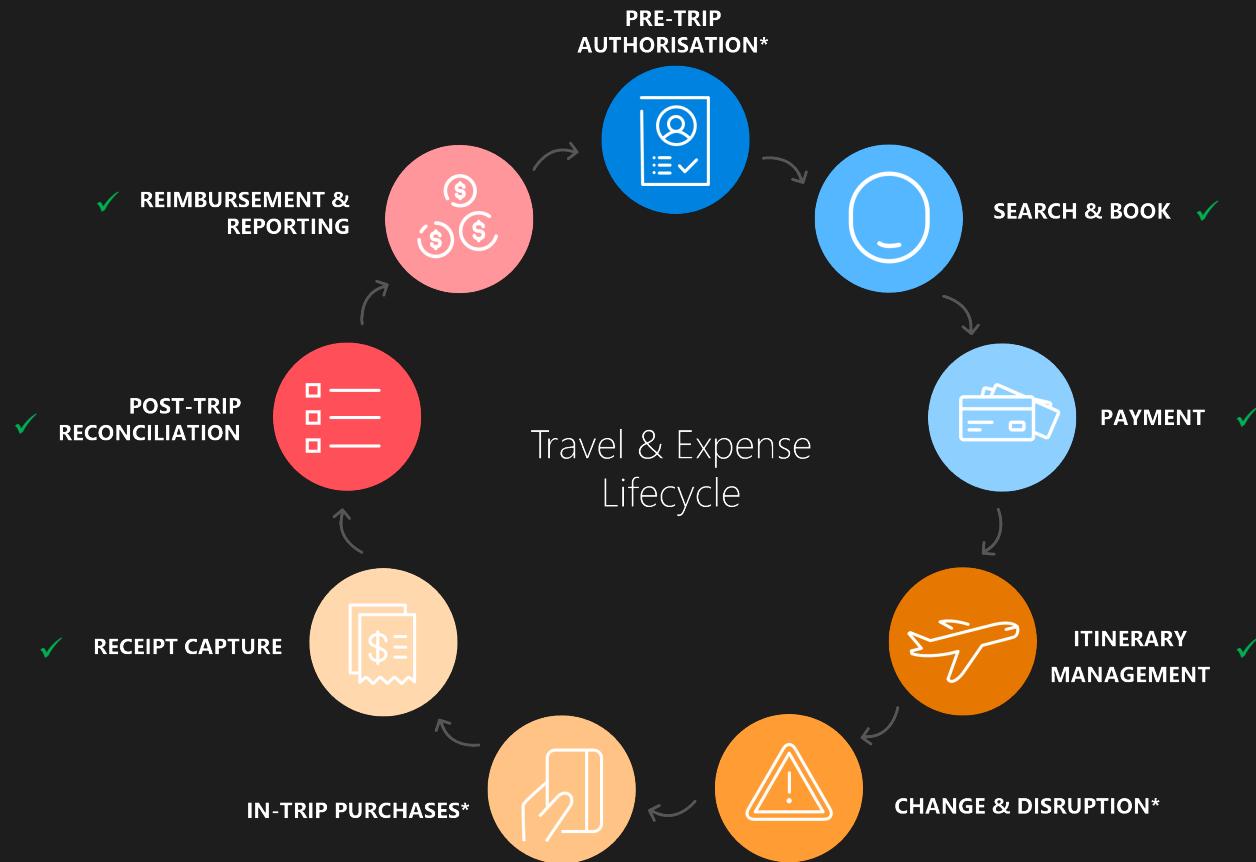 PRE-TRIP
AUTHORISATION*
SEARCH & BOOK
PAYMENT
ITINERARY
MANAGEMENT
CHANGE & DISRUPTION*
IN-TRIP PURCHASES*
RECEIPT CAPTURE
POST-TRIP
RECONCILIATION
REIMBURSEMENT &
REPORTING
Travel & Expense
Lifecycle
$
$
$
$